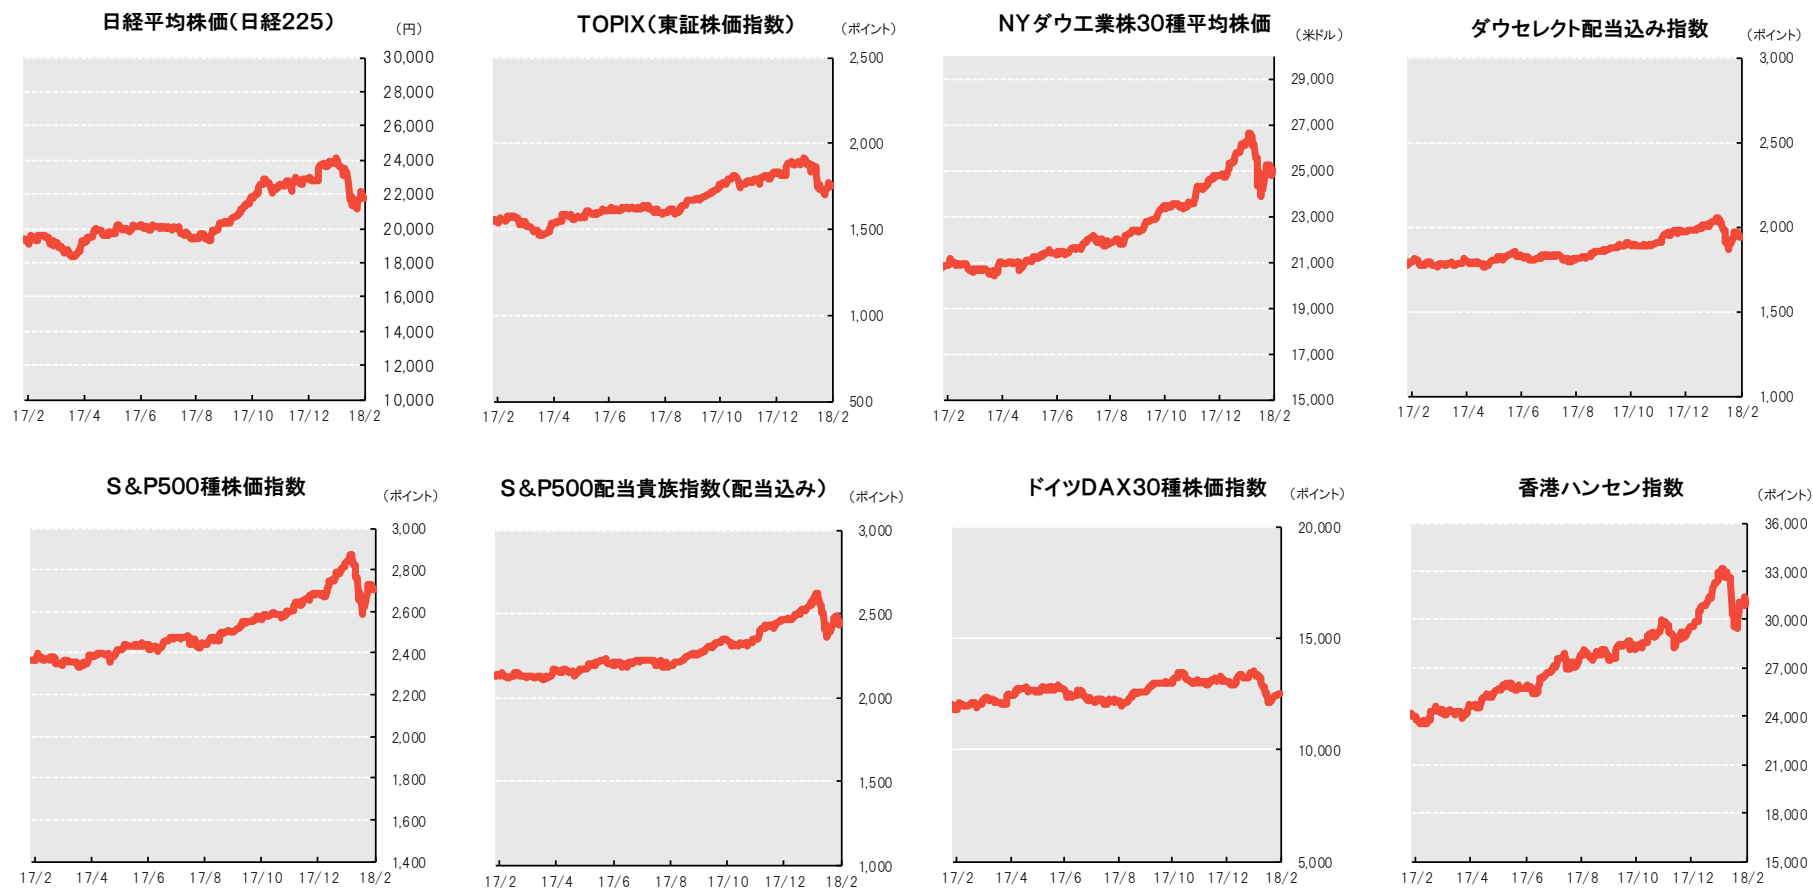 日経平均株価（日経225）
（円）
30,000
28,000
26,000
24,000
22,000
20,000
18,000
16,000
14,000
12,000
10,000
17/2 17/4 17/6 17/8 17/10 17/12 18/2
TOPIX（東証株価指数）
（ポイント）
2,500
2,000
1,500
1,000
500
17/2 17/4 17/6 17/8 17/10 17/12 18/2
NYダウ工業株30種平均株価
（米ドル）
29,000
27,000
25,000
23,000
21,000
19,000
17,000
15,000
17/2 17/4 17/6 17/8 17/10 17/12 18/2
ダウセレクト配当込み指数
（ポイント）
3,000
2,500
2,000
1,500
1,000
17/2 17/4 17/6 17/8 17/10 17/12 18/2
S&P500種株価指数
（ポイント）
3,000
2,800
2,600
2,400
2,200
2,000
1,800
1,600
1,400
17/2 17/4 17/6 17/8 17/10 17/12 18/2
S&P500配当貴族指数（配当込み）
（ポイント）
3,000
2,500
2,000
1,500
1,000
17/2 17/4 17/6 17/8 17/10 17/12 18/2
ドイツDAX30種株価指数
（ポイント）
20,000
15,000
10,000
5,000
17/2 17/4 17/6 17/8 17/10 17/12 18/2
香港ハンセン指数
（ポイント）
36,000
33,000
30,000
27,000
24,000
21,000
18,000
15,000
17/2 17/4 17/6 17/8 17/10 17/12 18/2